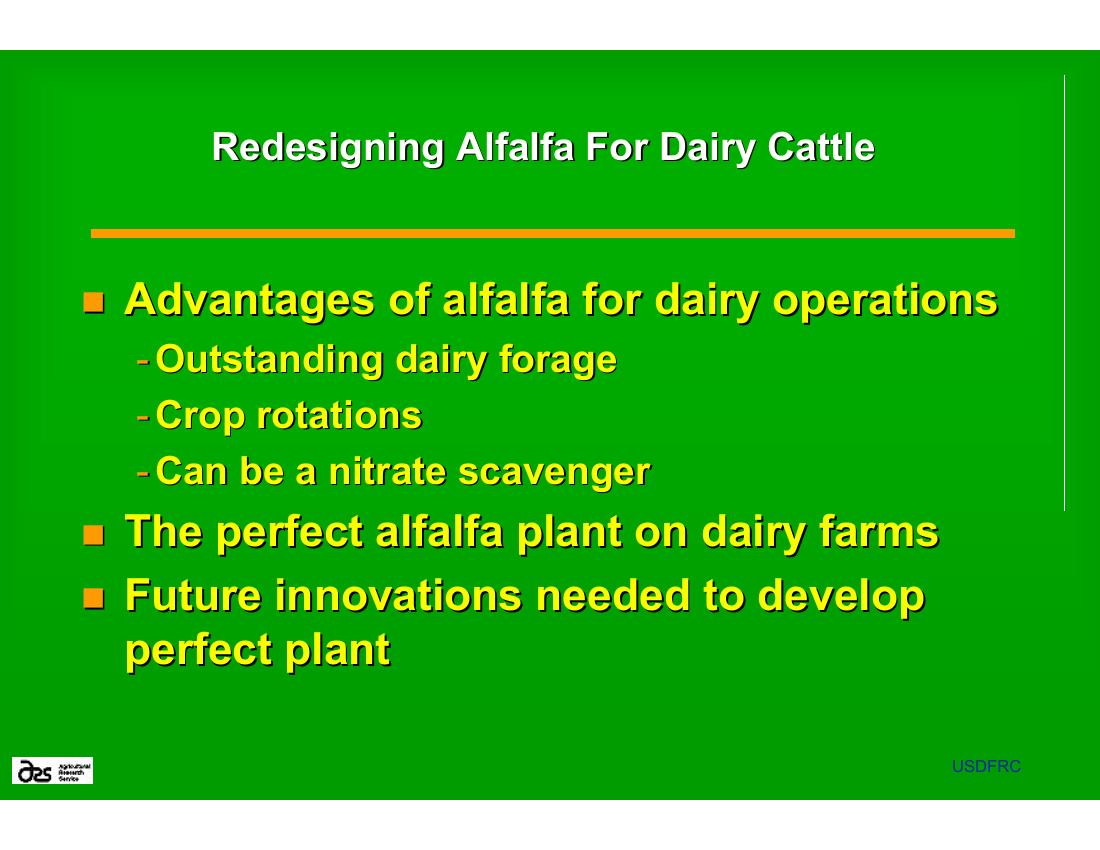 Redesigning Alfalfa For Dairy Cattle
■ Advantages of alfalfa for dairy operations
- Outstanding dairy forage
- Crop rotations
- Can be a nitrate scavenger
■ The perfect alfalfa plant on dairy farms
■ Future innovations needed to develop
perfect plant
ars
Agricultural
Research
Service
USDFRC